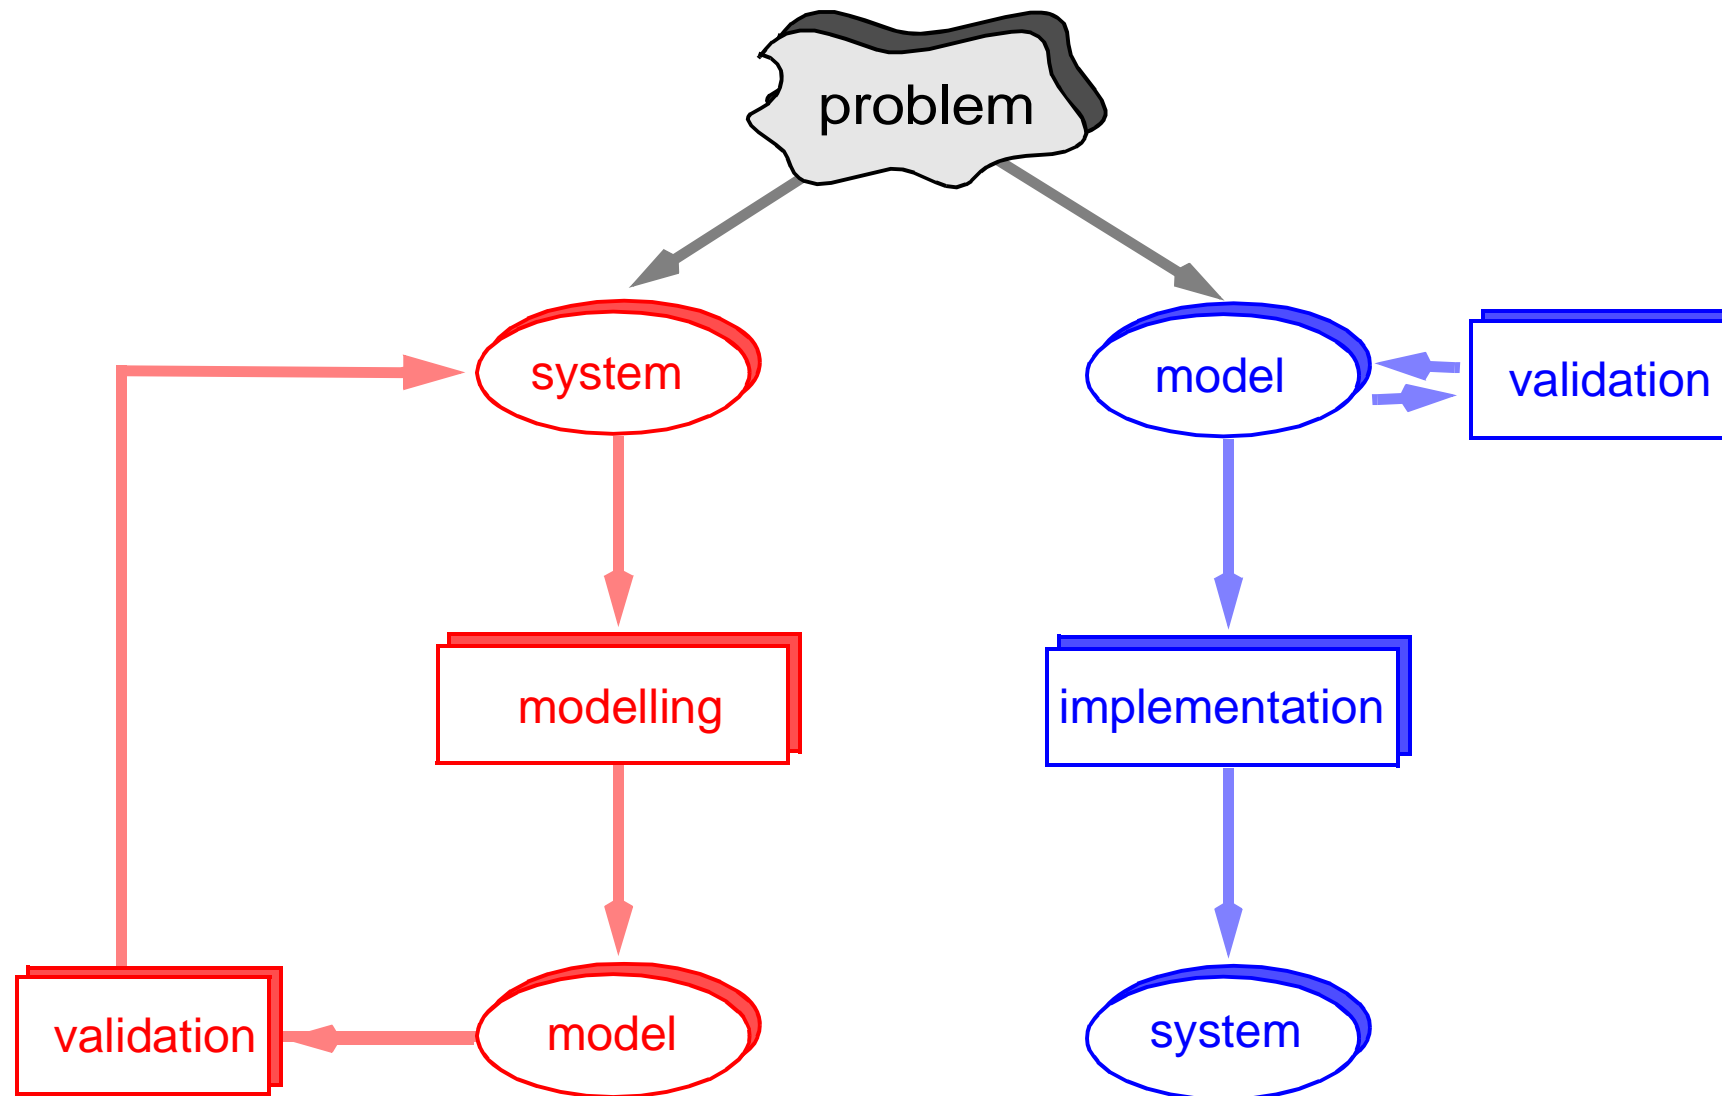 problem
system
model
validation
modelling
implementation
validation
model
system